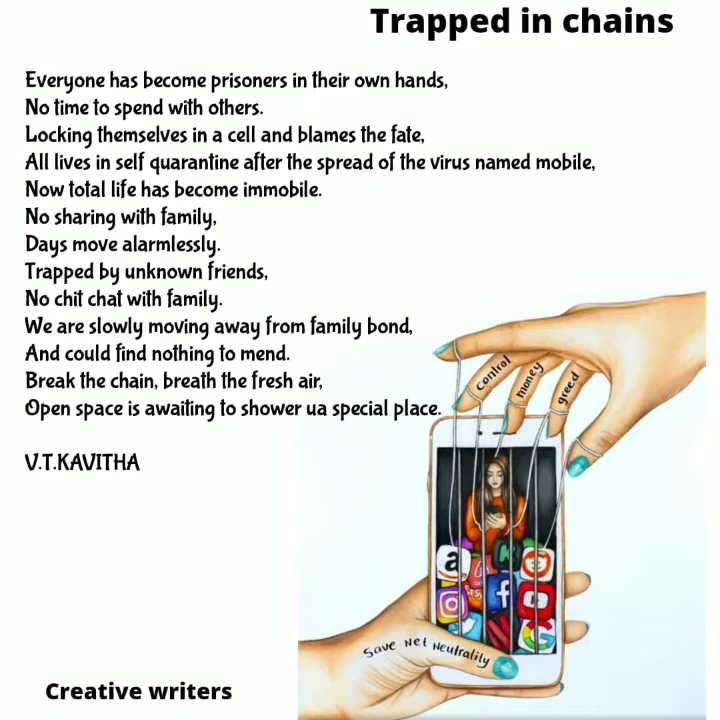 Trapped in chains
Everyone has become prisoners in their own hands,
No time to spend with others.
Locking themselves in a cell and blames the fate,
All lives in self quarantine after the spread of the virus named mobile,
Now total life has become immobile.
No sharing with family,
Days move alarmlessly.
Trapped by unknown friends,
No chit chat with family.
We are slowly moving away from family bond,
And could find nothing to mend.
Break the chain, breath the fresh air,
Open space is awaiting to shower ua special place.
V.T.KAVITHA
control
money
greed
Save Net Neutrality
Creative writers